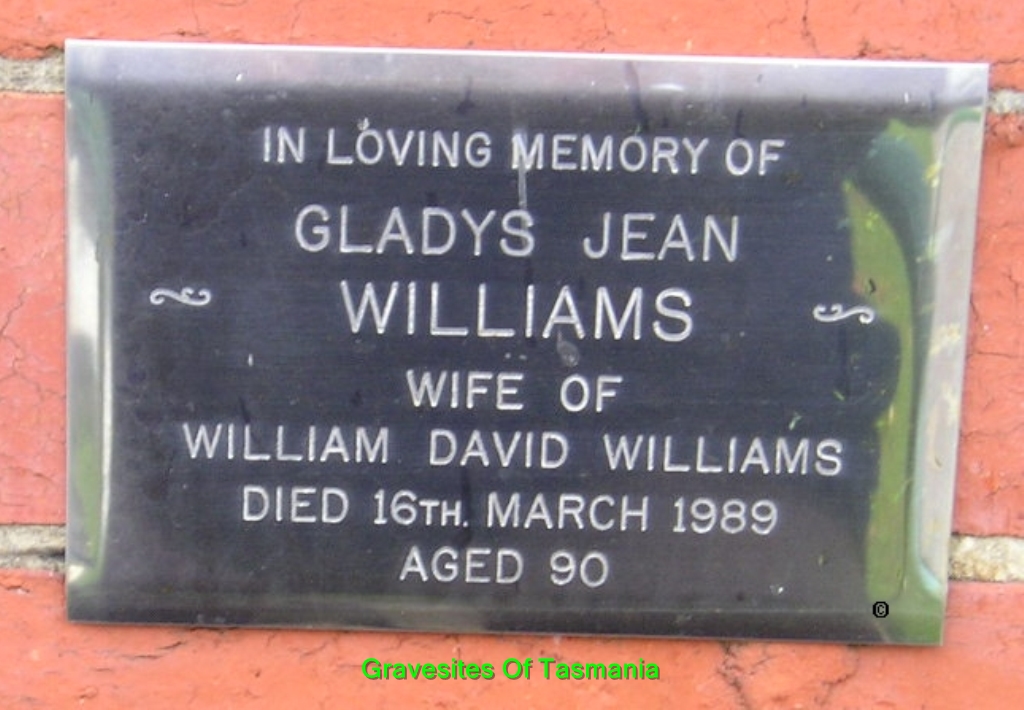 IN LOVING MEMORY OF
GLADYS JEAN
WILLIAMS
WIFE OF
WILLIAM DAVID WILLIAMS
DIED 16TH. MARCH 1989
AGED 90
©
Gravesites Of Tasmania